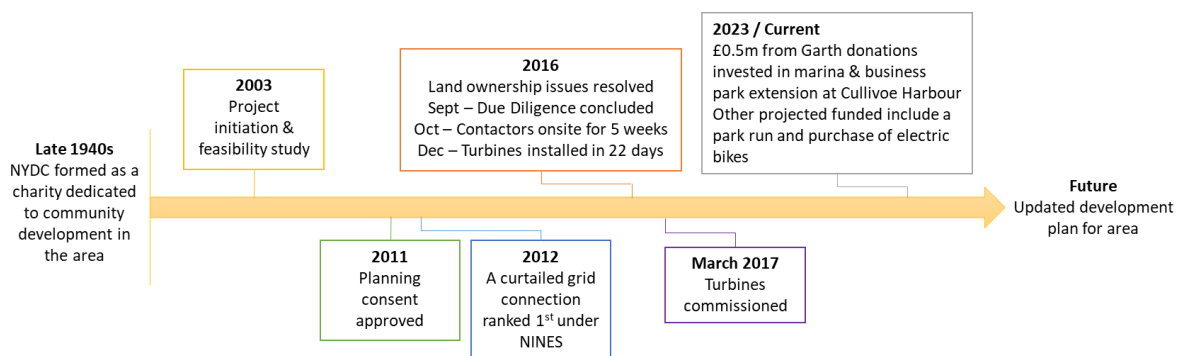 Late 1940s
NYDC formed as a
charity dedicated
to community
development in
the area
2003
Project
initiation &
feasibility study
2011
Planning
consent
approved
2012
A curtailed grid
connection
ranked 1st under
NINES
2016
Land ownership issues resolved
Sept – Due Diligence concluded
Oct – Contactors onsite for 5 weeks
Dec – Turbines installed in 22 days
March 2017
Turbines
commissioned
2023 / Current
£0.5m from Garth donations
invested in marina & business
park extension at Cullivoe Harbour
Other projected funded include a
park run and purchase of electric
bikes
Future
Updated development
plan for area